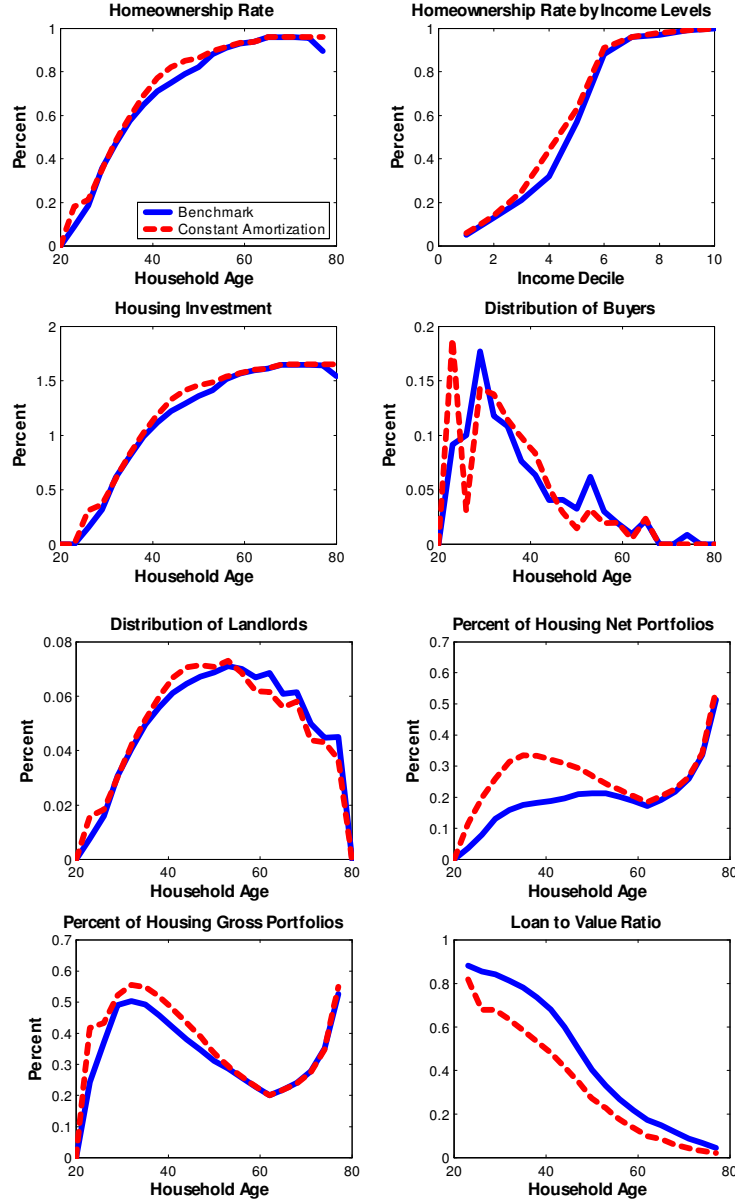 Homeownership Rate
Percent
1
0.8
0.6
0.4
0.2
0
20 40 60 80
Household Age
Benchmark
Constant Amortization
Homeownership Rate by Income Levels
Percent
1
0.8
0.6
0.4
0.2
0
0 2 4 6 8 10
Income Decile
Housing Investment
Percent
2
1.5
1
0.5
0
20 40 60 80
Household Age
Distribution of Buyers
Percent
0.2
0.15
0.1
0.05
0
20 40 60 80
Household Age
Distribution of Landlords
Percent
0.08
0.06
0.04
0.02
0
20 40 60 80
Household Age
Percent of Housing Net Portfolios
Percent
0.7
0.6
0.5
0.4
0.3
0.2
0.1
0
20 40 60 80
Household Age
Percent of Housing Gross Portfolios
Percent
0.7
0.6
0.5
0.4
0.3
0.2
0.1
0
20 40 60 80
Household Age
Loan to Value Ratio
Percent
1
0.8
0.6
0.4
0.2
0
20 40 60 80
Household Age